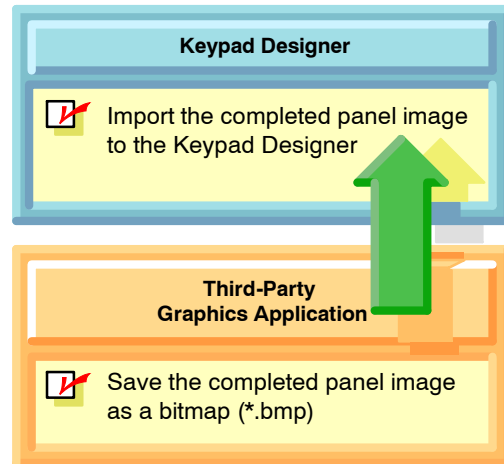 Keypad Designer
Import the completed panel image
to the Keypad Designer
Third-Party
Graphics Application
Save the completed panel image
as a bitmap (*.bmp)